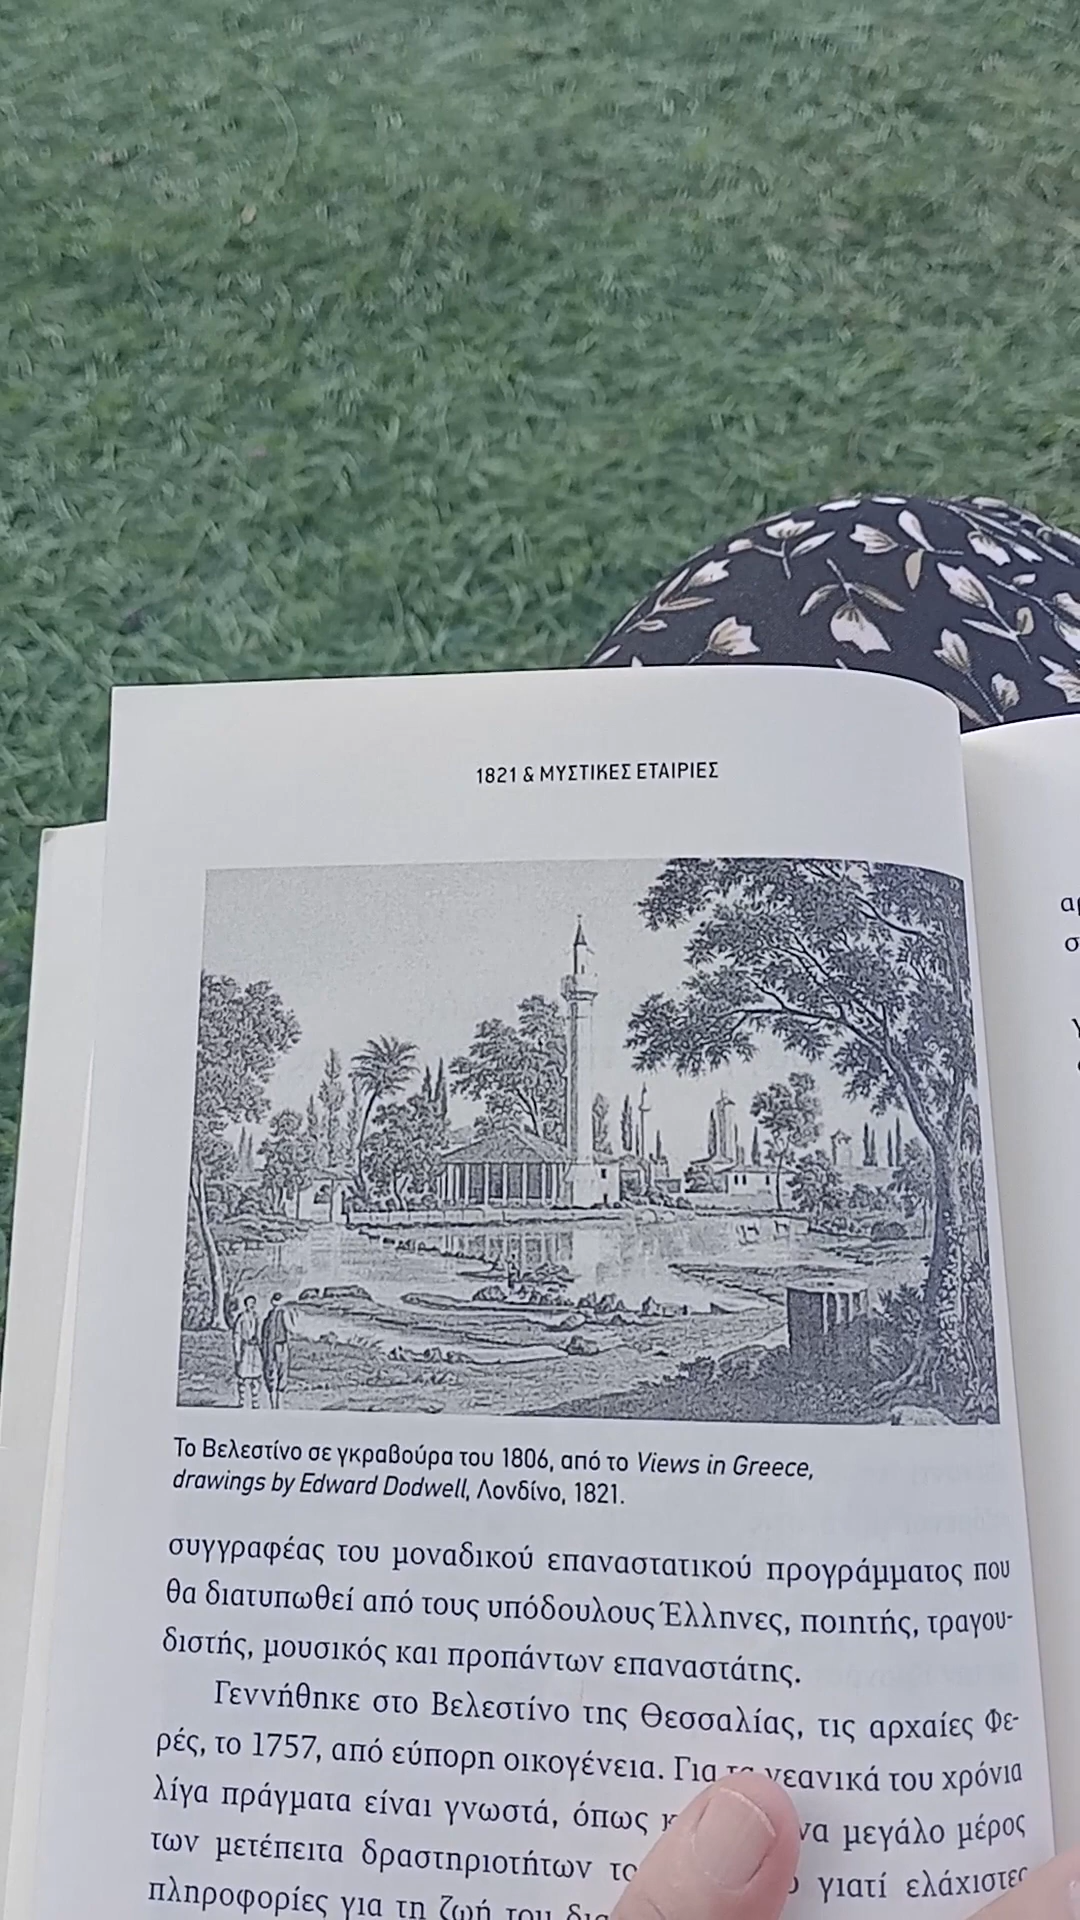 1821 & ΜΥΣΤΙΚΕΣ ΕΤΑΙΡΙΕΣ
Το Βελεστίνο σε γκραβούρα του 1806, από το Views in Greece,
drawings by Edward Dodwell, Λονδίνο, 1821.
συγγραφέας του μοναδικού επαναστατικού προγράμματος που
θα διατυπωθεί από τους υπόδουλους Έλληνες, ποιητής, τραγου-
διστής, μουσικός και προπάντων επαναστάτης.
Γεννήθηκε στο Βελεστίνο της Θεσσαλίας, τις αρχαίες Φε-
ρές, το 1757, από εύπορη οικογένεια. Για τα νεανικά του χρόνια
λίγα πράγματα είναι γνωστά, όπως μεγάλο μέρος
των μετέπειτα δραστηριοτήτων γιατί ελάχιστες
πληροφορίες για τη ζωή του